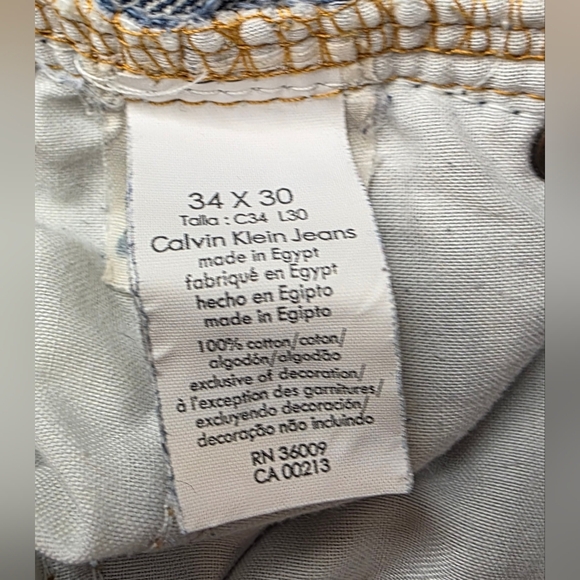 34 X 30
Talla : C34 L30
Calvin Klein Jeans
made in Egypt
fabriqué en Egypt
hecho en Egipto
made in Egipto
100% cotton/coton/
algodón/algodão
exclusive of decoration/
à l'exception des garnitures/
excluyendo decoración/
decoração não incluindo
RN 36009
CA 00213